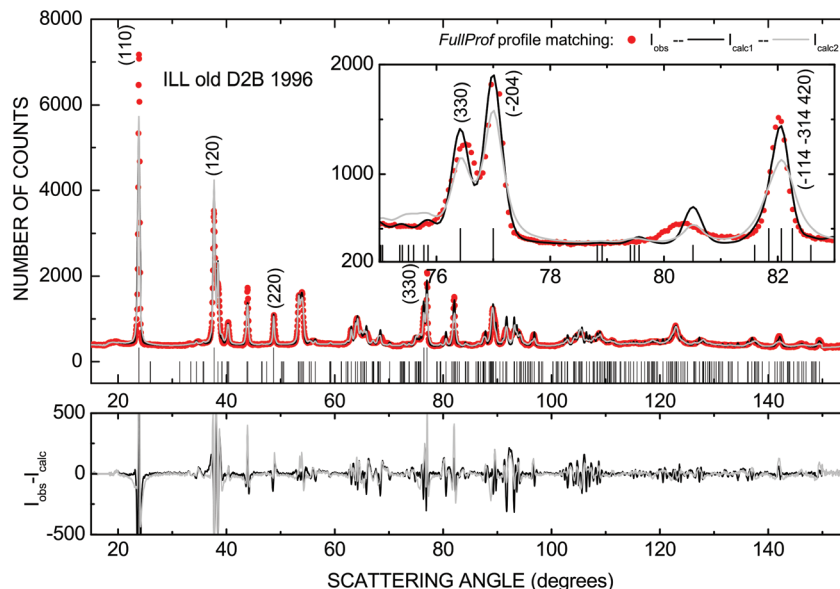 FullProf profile matching: Iobs -- Icalc1 -- Icalc2
ILL old D2B 1996
(110)
(120)
(220)
(330)
NUMBER OF COUNTS
8000
6000
4000
2000
0
20 40 60 80 100 120 140
2000
1000
200
76 78 80 82
(330)
(-204)
(-114 -314 420)
Iobs-Icalc
500
0
-500
20 40 60 80 100 120 140
SCATTERING ANGLE (degrees)